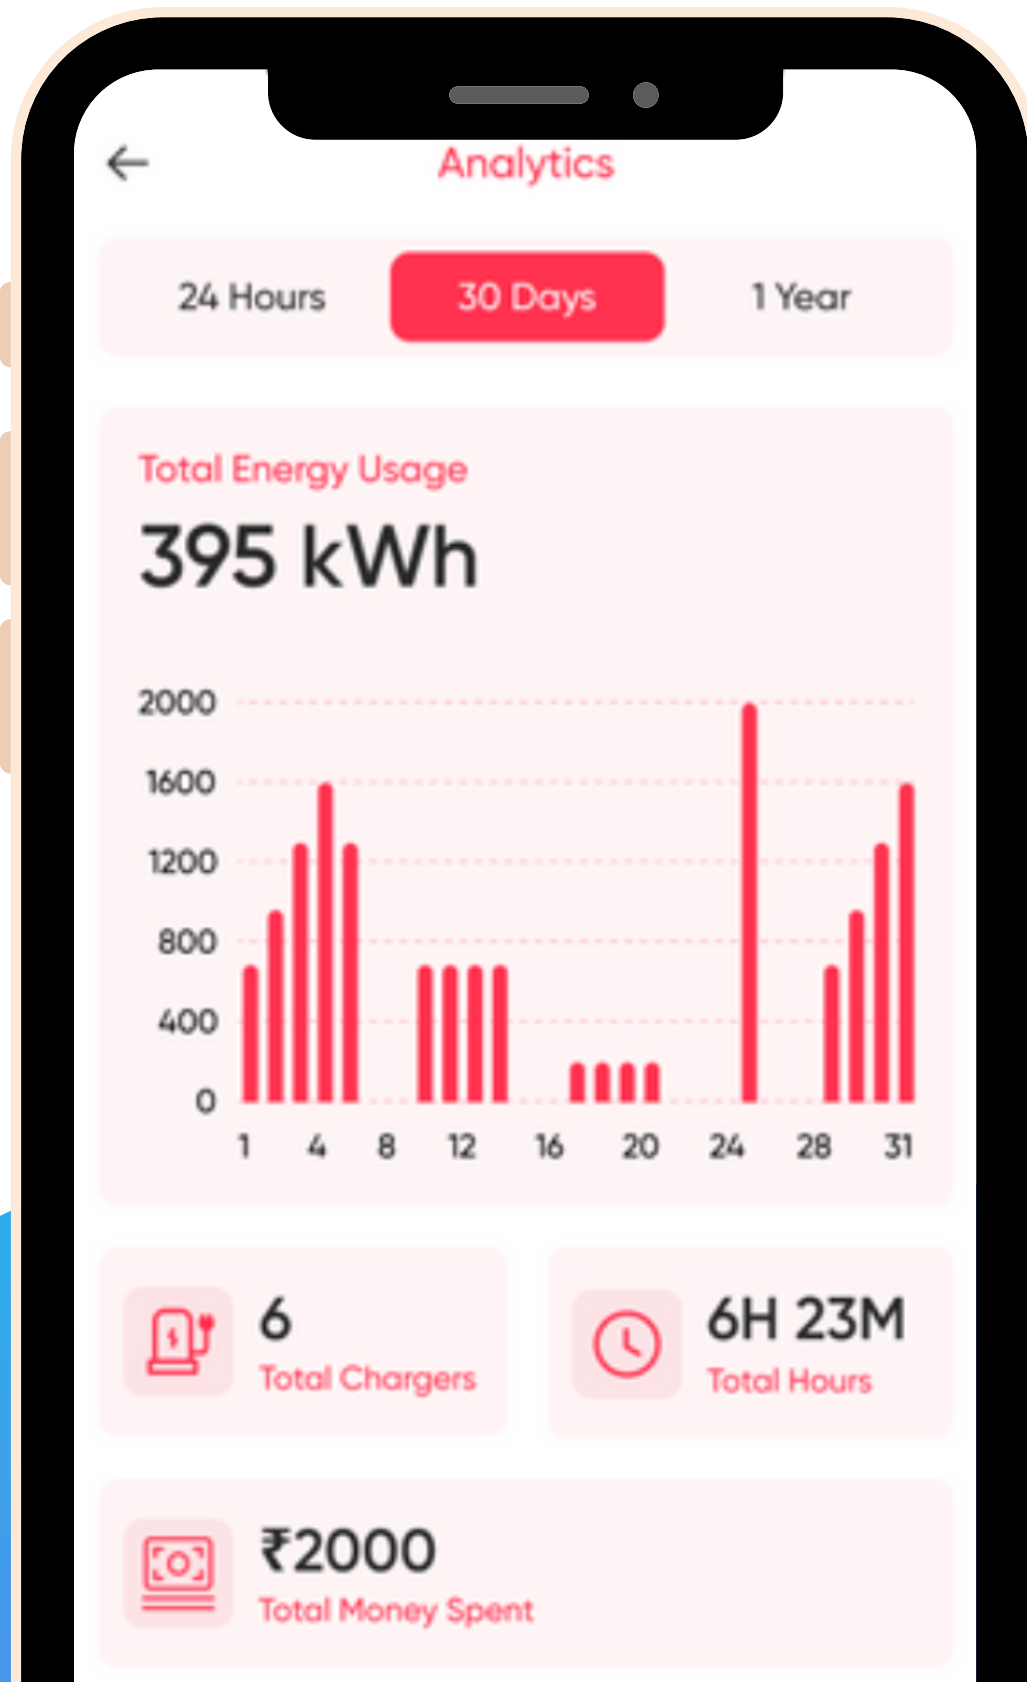 Analytics
24 Hours 30 Days 1 Year
Total Energy Usage
395 kWh
2000
1600
1200
800
400
0
1 4 8 12 16 20 24 28 31
6
Total Chargers
6H 23M
Total Hours
₹2000
Total Money Spent